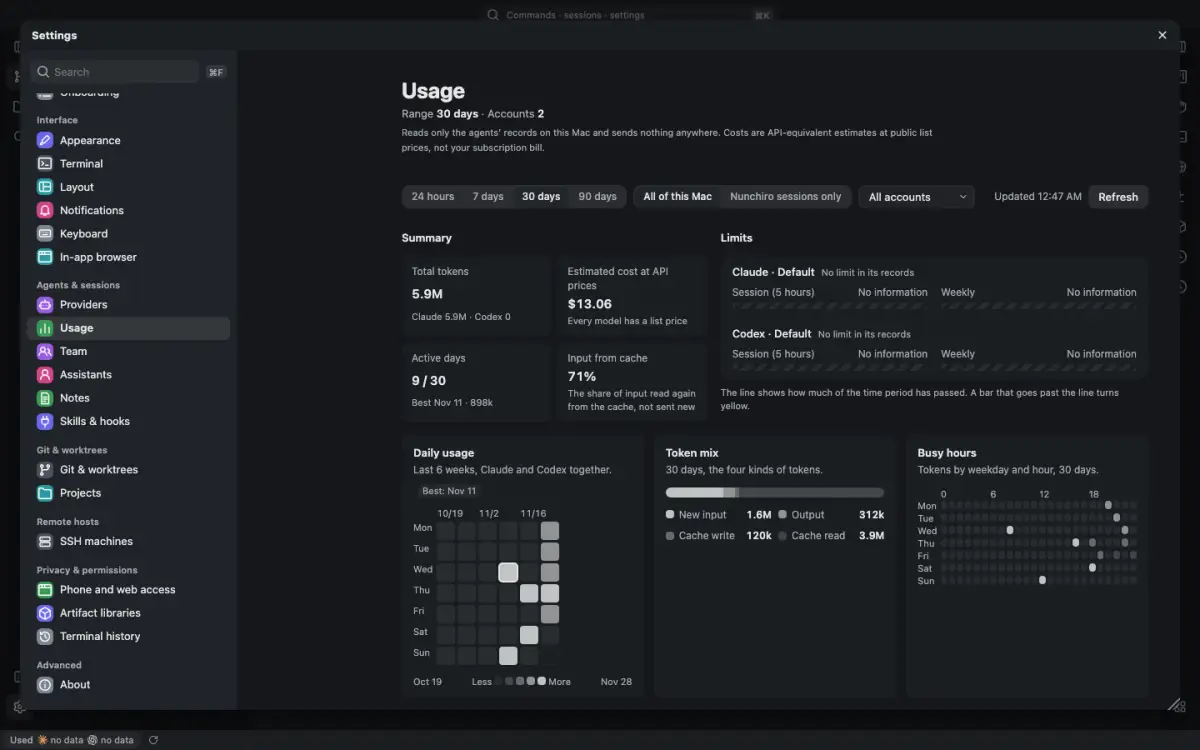 Commands · sessions · settings
⌘K
Settings
Search
⌘F
Onboarding
Interface
Appearance
Terminal
Layout
Notifications
Keyboard
In-app browser
Agents & sessions
Providers
Usage
Team
Assistants
Notes
Skills & hooks
Git & worktrees
Git & worktrees
Projects
Remote hosts
SSH machines
Privacy & permissions
Phone and web access
Artifact libraries
Terminal history
Advanced
About
Usage
Range 30 days · Accounts 2
Reads only the agents' records on this Mac and sends nothing anywhere. Costs are API-equivalent estimates at public list
prices, not your subscription bill.
24 hours 7 days 30 days 90 days All of this Mac Nunchiro sessions only All accounts Updated 12:47 AM Refresh
Summary
Total tokens
5.9M
Claude 5.9M · Codex 0
Estimated cost at API
prices
$13.06
Every model has a list price
Active days
9 / 30
Best Nov 11 · 898k
Input from cache
71%
The share of input read again
from the cache, not sent new
Limits
Claude · Default No limit in its records
Session (5 hours) No information Weekly No information
Codex · Default No limit in its records
Session (5 hours) No information Weekly No information
The line shows how much of the time period has passed. A bar that goes past the line turns
yellow.
Daily usage
Last 6 weeks, Claude and Codex together.
Best: Nov 11
10/19 11/2 11/16
Mon
Tue
Wed
Thu
Fri
Sat
Sun
Oct 19 Less More Nov 28
Token mix
30 days, the four kinds of tokens.
New input 1.6M Output 312k
Cache write 120k Cache read 3.9M
Busy hours
Tokens by weekday and hour, 30 days.
0 6 12 18
Mon
Tue
Wed
Thu
Fri
Sat
Sun
Used no data no data